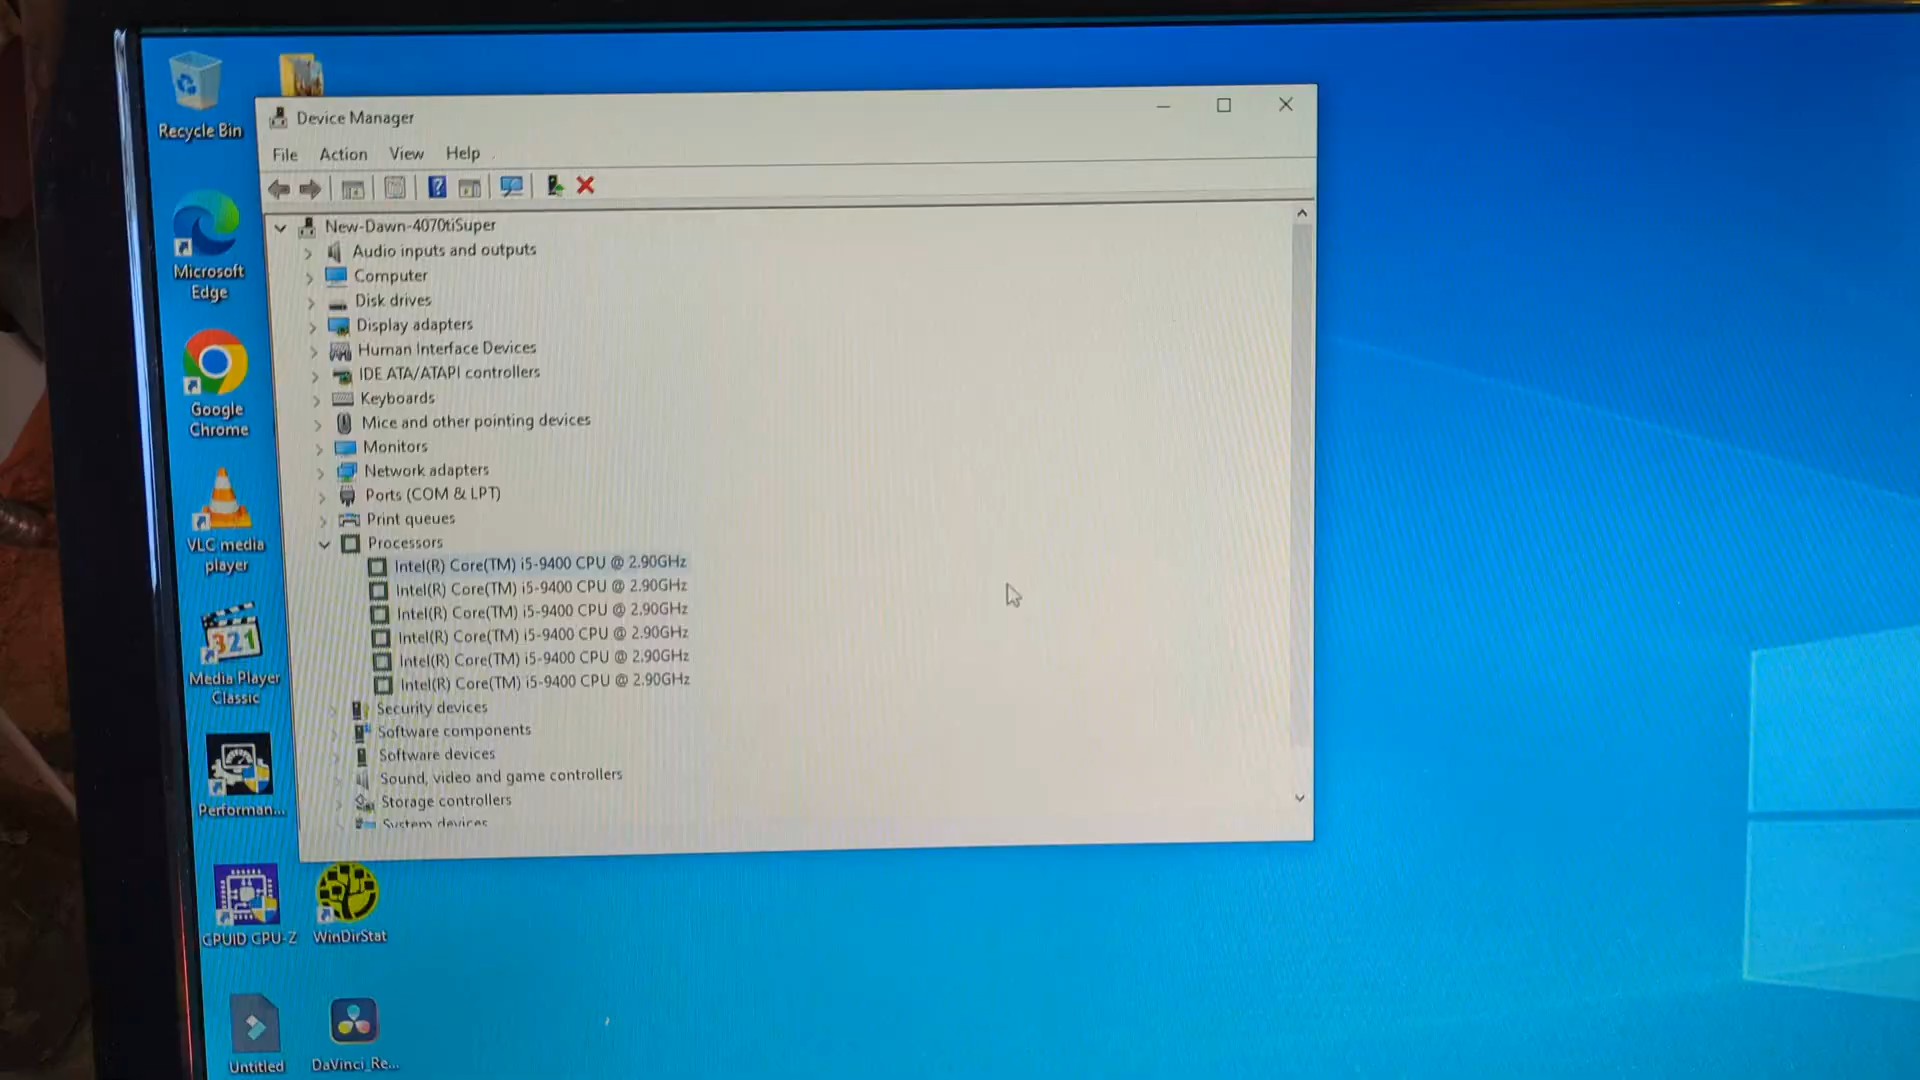 Recycle Bin
Microsoft
Edge
Google
Chrome
VLC media
player
321
Media Player
Classic
Performan...
CPUID CPU-Z
WinDirStat
Untitled
DaVinci_Re...
Device Manager
File Action View Help
New-Dawn-4070tiSuper
Audio inputs and outputs
Computer
Disk drives
Display adapters
Human Interface Devices
IDE ATA/ATAPI controllers
Keyboards
Mice and other pointing devices
Monitors
Network adapters
Ports (COM & LPT)
Print queues
Processors
Intel(R) Core(TM) i5-9400 CPU @ 2.90GHz
Intel(R) Core(TM) i5-9400 CPU @ 2.90GHz
Intel(R) Core(TM) i5-9400 CPU @ 2.90GHz
Intel(R) Core(TM) i5-9400 CPU @ 2.90GHz
Intel(R) Core(TM) i5-9400 CPU @ 2.90GHz
Intel(R) Core(TM) i5-9400 CPU @ 2.90GHz
Security devices
Software components
Software devices
Sound, video and game controllers
Storage controllers
System devices